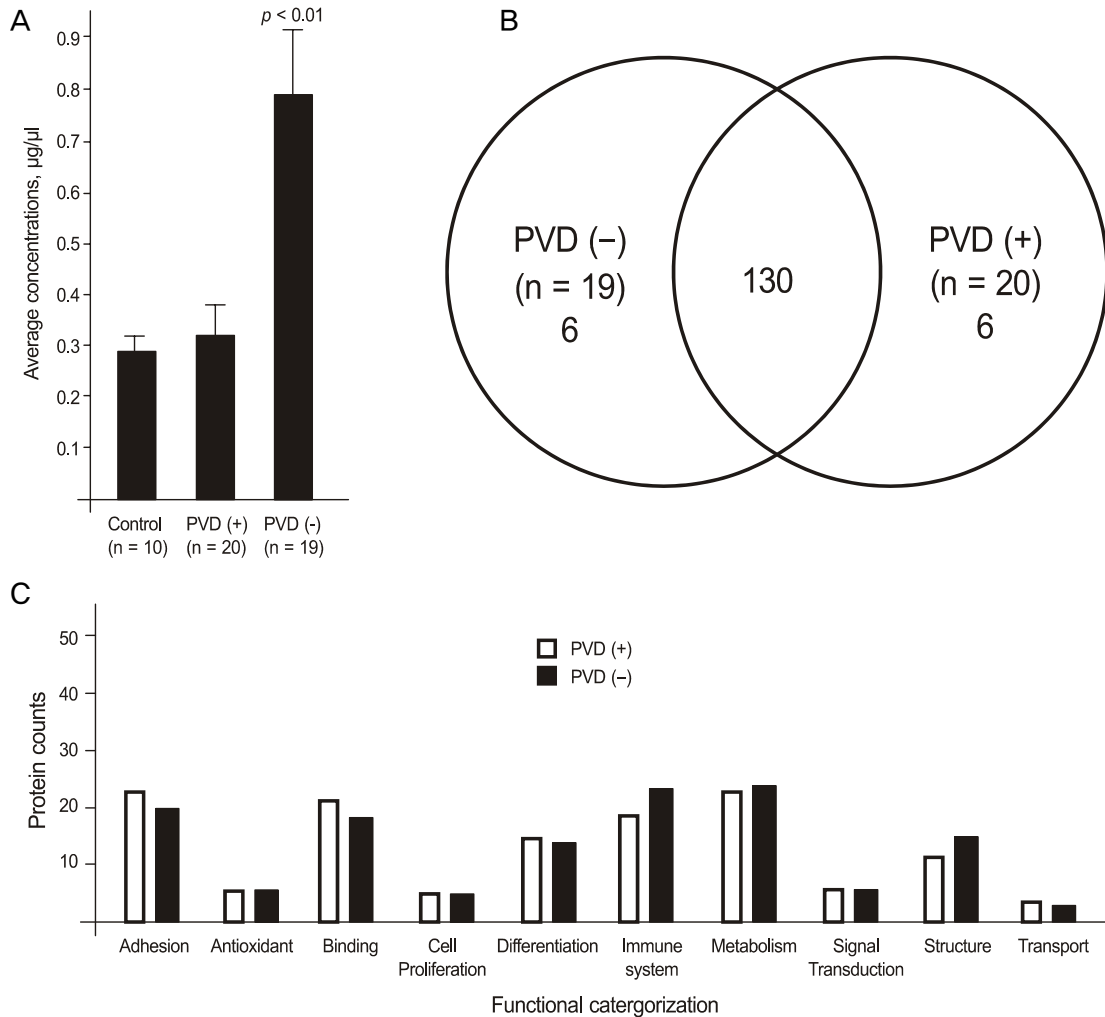 A
p < 0.01
0.9
0.8
0.7
0.6
0.5
0.4
0.3
0.2
0.1
Average concentrations, µg/µl
Control
(n = 10)
PVD (+)
(n = 20)
PVD (-)
(n = 19)
B
PVD (–)
(n = 19)
6
130
PVD (+)
(n = 20)
6
C
PVD (+)
PVD (–)
50
40
30
20
10
Protein counts
Adhesion
Antioxidant
Binding
Cell
Proliferation
Differentiation
Immune
system
Metabolism
Signal
Transduction
Structure
Transport
Functional catergorization